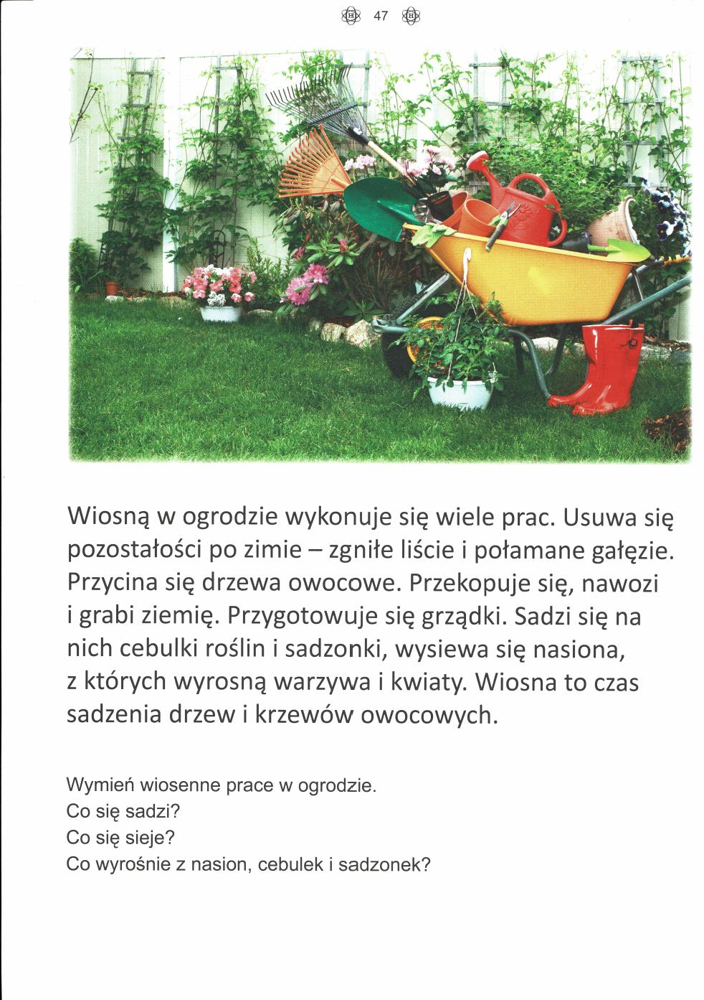 47
Wiosną w ogrodzie wykonuje się wiele prac. Usuwa się
pozostałości po zimie – zgniłe liście i połamane gałęzie.
Przycina się drzewa owocowe. Przekopuje się, nawozi
i grabi ziemię. Przygotowuje się grządki. Sadzi się na
nich cebulki roślin i sadzonki, wysiewa się nasiona,
z których wyrosną warzywa i kwiaty. Wiosna to czas
sadzenia drzew i krzewów owocowych.
Wymień wiosenne prace w ogrodzie.
Co się sadzi?
Co się sieje?
Co wyrośnie z nasion, cebulek i sadzonek?